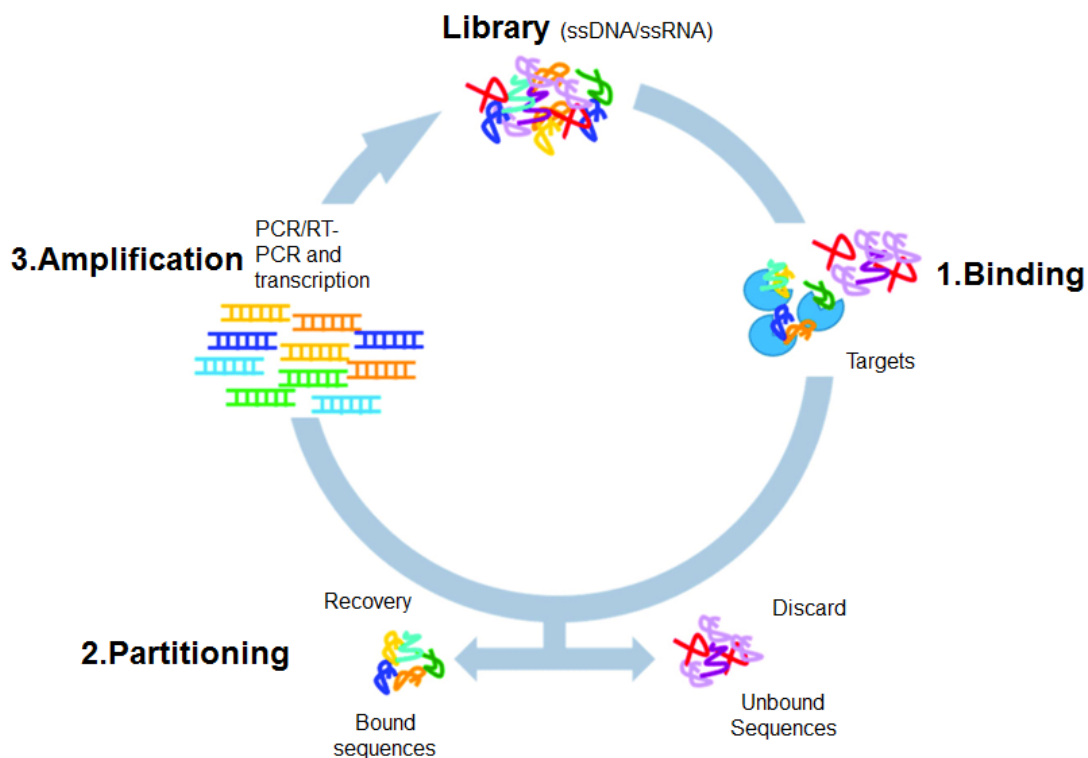 Library (ssDNA/ssRNA)
1.Binding
Targets
2.Partitioning
Recovery
Bound
sequences
Discard
Unbound
Sequences
3.Amplification
PCR/RT-
PCR and
transcription